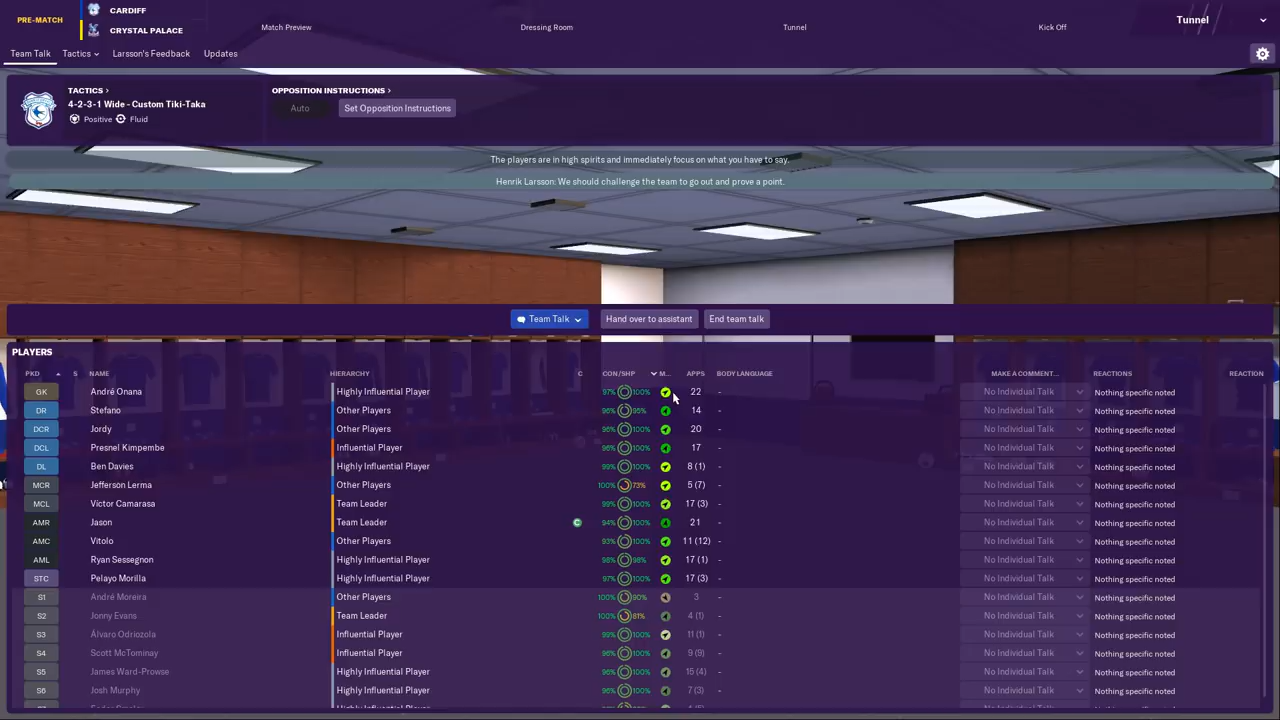 PRE-MATCH
CARDIFF
CRYSTAL PALACE
Match Preview
Dressing Room
Tunnel
Kick Off
Tunnel
Team Talk Tactics Larsson's Feedback Updates
TACTICS >
4-2-3-1 Wide - Custom Tiki-Taka
Positive Fluid
OPPOSITION INSTRUCTIONS >
Auto Set Opposition Instructions
The players are in high spirits and immediately focus on what you have to say.
Henrik Larsson: We should challenge the team to go out and prove a point.
Team Talk Hand over to assistant End team talk
PLAYERS
PKD S NAME HIERARCHY C CON/SHP M... APPS BODY LANGUAGE MAKE A COMMENT... REACTIONS REACTION
GK André Onana Highly Influential Player 97% 100% 22 - No Individual Talk Nothing specific noted
DR Stefano Other Players 96% 95% 14 - No Individual Talk Nothing specific noted
DCR Jordy Other Players 96% 100% 20 - No Individual Talk Nothing specific noted
DCL Presnel Kimpembe Influential Player 96% 100% 17 - No Individual Talk Nothing specific noted
DL Ben Davies Highly Influential Player 99% 100% 8 (1) - No Individual Talk Nothing specific noted
MCR Jefferson Lerma Other Players 100% 73% 5 (7) - No Individual Talk Nothing specific noted
MCL Víctor Camarasa Team Leader 99% 100% 17 (3) - No Individual Talk Nothing specific noted
AMR Jason Team Leader C 94% 100% 21 - No Individual Talk Nothing specific noted
AMC Vitolo Other Players 93% 100% 11 (12) - No Individual Talk Nothing specific noted
AML Ryan Sessegnon Highly Influential Player 98% 98% 17 (1) - No Individual Talk Nothing specific noted
STC Pelayo Morilla Highly Influential Player 97% 100% 17 (3) - No Individual Talk Nothing specific noted
S1 André Moreira Other Players 100% 90% 3 - No Individual Talk Nothing specific noted
S2 Jonny Evans Team Leader 100% 81% 4 (1) - No Individual Talk Nothing specific noted
S3 Álvaro Odriozola Influential Player 99% 100% 11 (1) - No Individual Talk Nothing specific noted
S4 Scott McTominay Influential Player 96% 100% 9 (9) - No Individual Talk Nothing specific noted
S5 James Ward-Prowse Highly Influential Player 96% 100% 15 (4) - No Individual Talk Nothing specific noted
S6 Josh Murphy Highly Influential Player 96% 100% 7 (3) - No Individual Talk Nothing specific noted